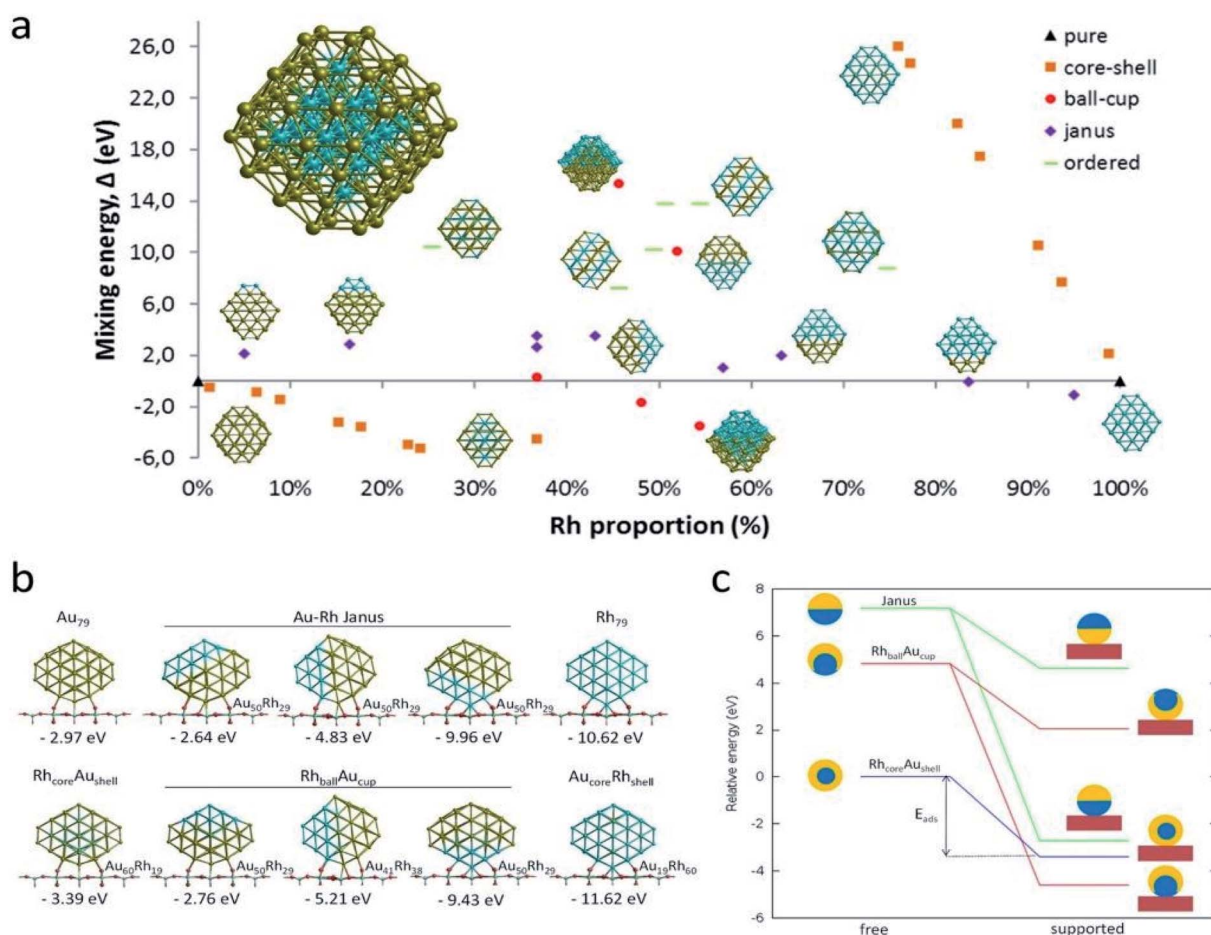 a
26,0
22,0
18,0
14,0
10,0
6,0
2,0
-2,0
-6,0
Mixing energy, Δ (eV)
pure
core-shell
ball-cup
janus
ordered
0% 10% 20% 30% 40% 50% 60% 70% 80% 90% 100%
Rh proportion (%)
b
Au79 Au-Rh Janus Rh79
Au50Rh29 Au50Rh29 Au50Rh29
- 2.97 eV - 2.64 eV -4.83 eV -9.96 eV - 10.62 eV
RhcoreAushell RhballAucup AucoreRhshell
Au60Rh19 Au50Rh29 Au41Rh38 Au50Rh29 Au19Rh60
- 3.39 eV - 2.76 eV - 5.21 eV - 9.43 eV - 11.62 eV
c
8
6
4
2
0
-2
-4
-6
Relative energy (eV)
Janus
RhballAucup
RhcoreAushell
Eads
free supported